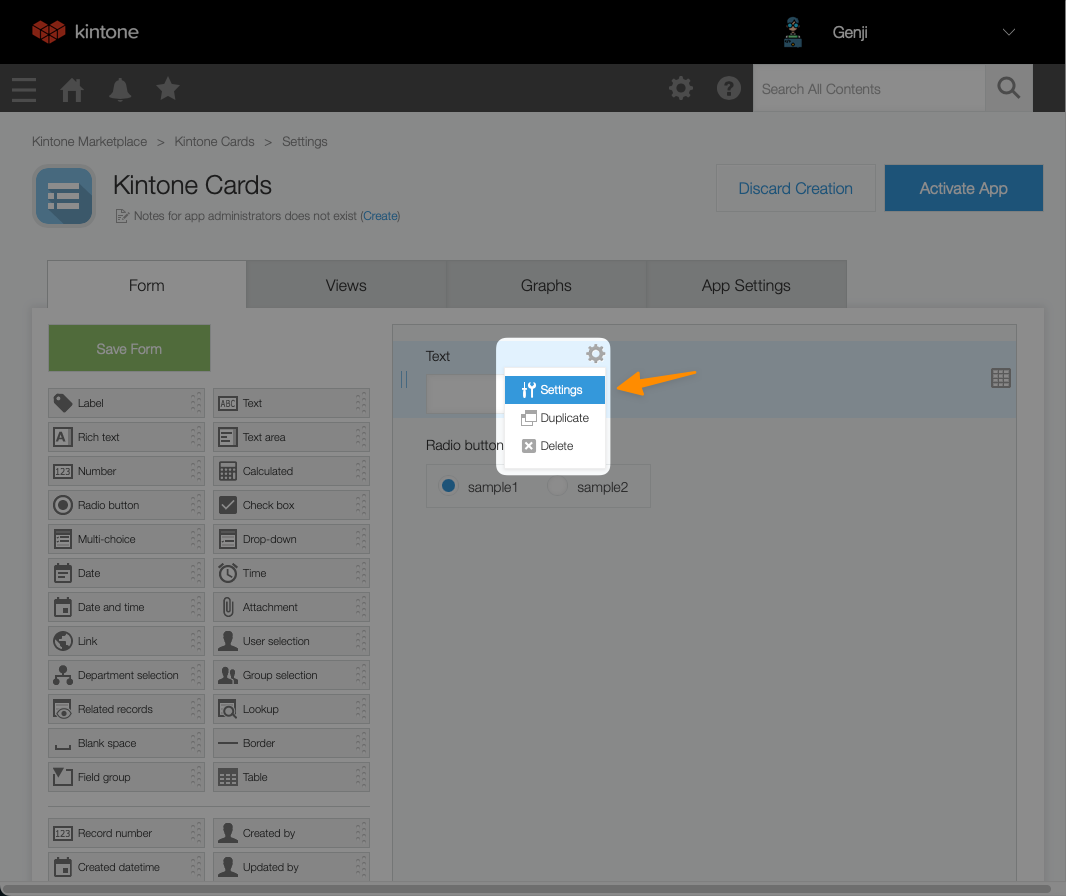 kintone
Genji
Search All Contents
Kintone Marketplace > Kintone Cards > Settings
Kintone Cards
Notes for app administrators does not exist (Create)
Discard Creation
Activate App
Form
Views
Graphs
App Settings
Save Form
Label
Text
Rich text
Text area
Number
Calculated
Radio button
Check box
Multi-choice
Drop-down
Date
Time
Date and time
Attachment
Link
User selection
Department selection
Group selection
Related records
Lookup
Blank space
Border
Field group
Table
Record number
Created by
Created datetime
Updated by
Text
Settings
Duplicate
Delete
Radio button
sample1
sample2